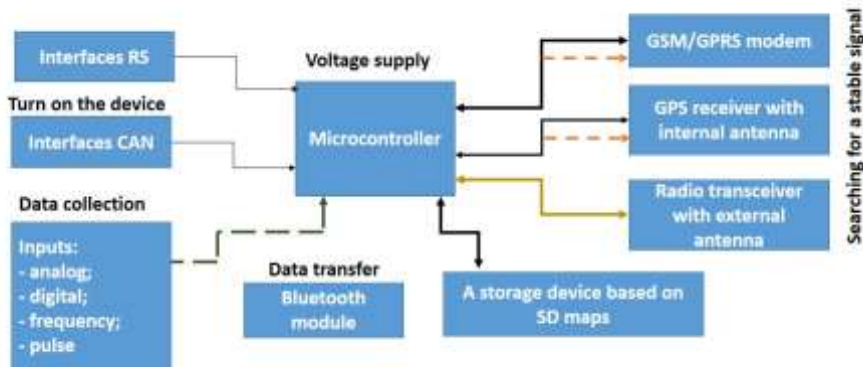 Interfaces RS
Turn on the device
Interfaces CAN
Data collection
Inputs:
- analog;
- digital;
- frequency;
- pulse
Voltage supply
Microcontroller
Data transfer
Bluetooth
module
A storage device based on
SD maps
GSM/GPRS modem
GPS receiver with
internal antenna
Radio transceiver
with external
antenna
Searching for a stable signal